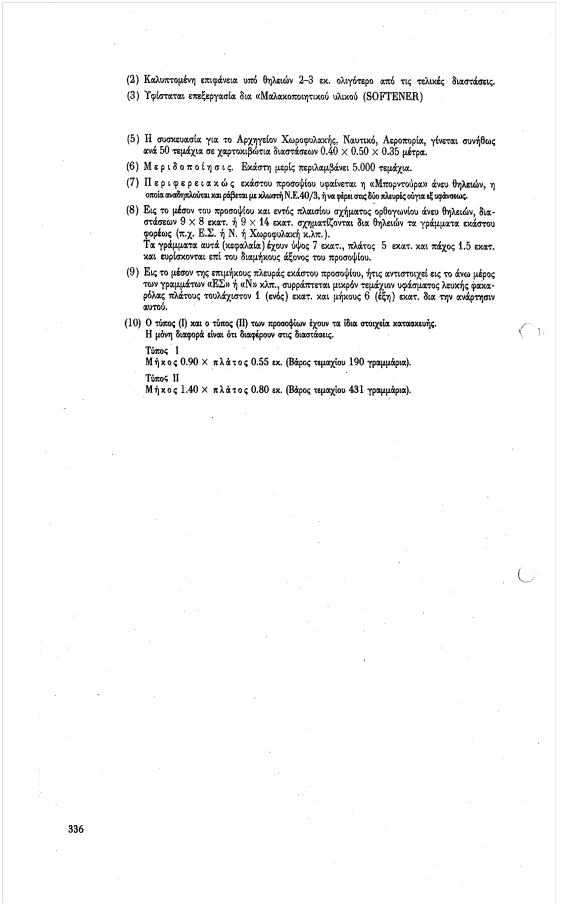 (2) Καλυπτομένη επιφάνεια υπό θηλειών 2–3 εκ. ολιγότερο από τις τελικές διαστάσεις.
(3) Υφίσταται επεξεργασία δια «Μαλακοποιητικού υλικού (SOFTENER)
(5) Η συσκευασία για το Αρχηγείον Χωροφυλακής, Ναυτικό, Αεροπορία, γίνεται συνήθως
ανά 50 τεμάχια σε χαρτοκιβώτια διαστάσεων 0.40 × 0.50 × 0.35 μέτρα.
(6) Μεριδοποίησις. Εκάστη μερίς περιλαμβάνει 5.000 τεμάχια.
(7) Περιφερειακώς εκάστου προσοψίου υφαίνεται η «Μπορντούρα» άνευ θηλειών, η
οποία αναδιπλούται και ράβεται με κλωστή Ν.Ε.40/3, ή να φέρει στις δύο πλευρές ούγια εξ υφάνσεως.
(8) Εις το μέσον του προσοψίου και εντός πλαισίου σχήματος ορθογωνίου άνευ θηλειών, δια-
στάσεων 9 × 8 εκατ. ή 9 × 14 εκατ. σχηματίζονται δια θηλειών τα γράμματα εκάστου
φορέως (π.χ. Ε.Σ. ή Ν. ή Χωροφυλακή κ.λπ.).
Τα γράμματα αυτά (κεφαλαία) έχουν ύψος 7 εκατ., πλάτος 5 εκατ. και πάχος 1.5 εκατ.
και ευρίσκονται επί του διαμήκους άξονος του προσοψίου.
(9) Εις το μέσον της επιμήκους πλευράς εκάστου προσοψίου, ήτις αντιστοιχεί εις το άνω μέρος
των γραμμάτων «ΕΣ» ή «Ν» κλπ., συρράπτεται μικρόν τεμάχιον υφάσματος λευκής φακα-
ρόλας πλάτους τουλάχιστον 1 (ενός) εκατ. και μήκους 6 (έξη) εκατ. δια την ανάρτησιν
αυτού.
(10) Ο τύπος (Ι) και ο τύπος (ΙΙ) των προσοψίων έχουν τα ίδια στοιχεία κατασκευής.
Η μόνη διαφορά είναι ότι διαφέρουν στις διαστάσεις.
Τύπος Ι
Μήκος 0.90 × πλάτος 0.55 εκ. (Βάρος τεμαχίου 190 γραμμάρια).
Τύπος ΙΙ
Μήκος 1.40 × πλάτος 0.80 εκ. (Βάρος τεμαχίου 431 γραμμάρια).
336